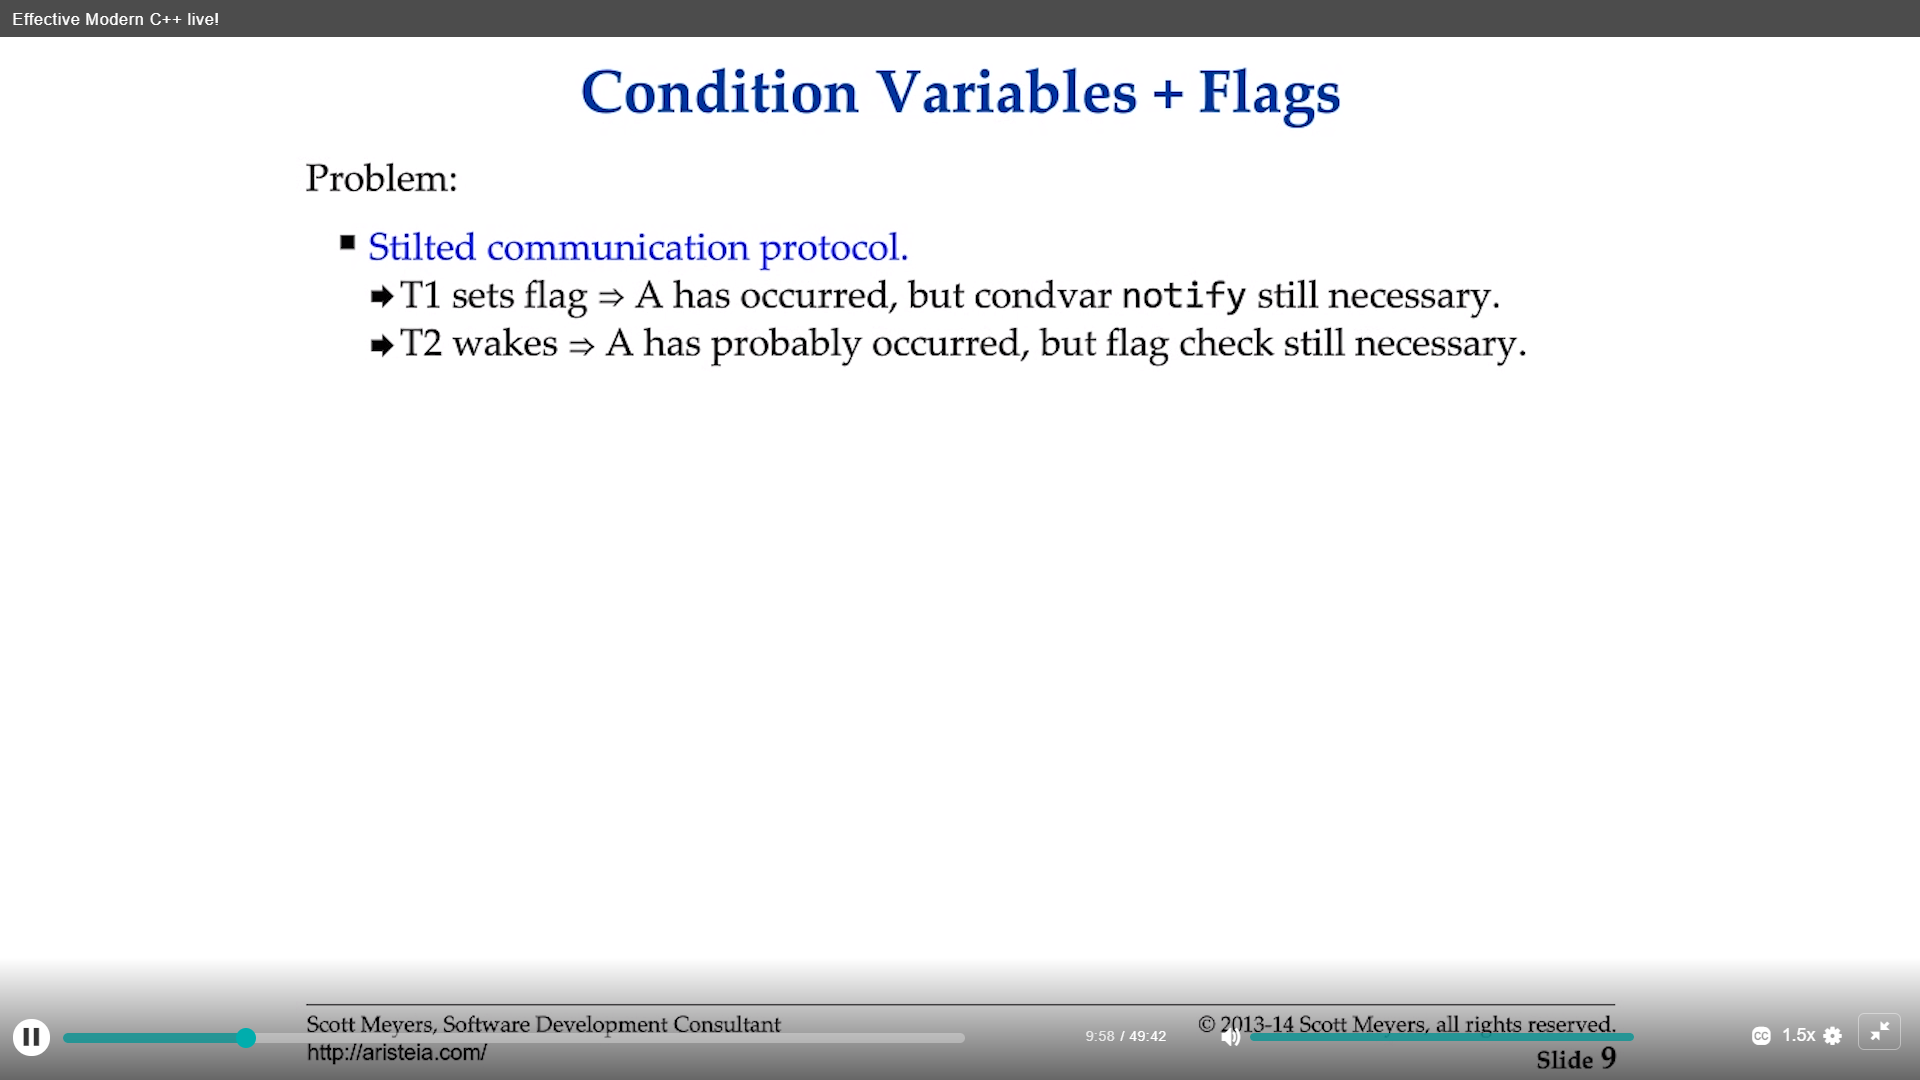 Effective Modern C++ live!
Condition Variables + Flags
Problem:
■ Stilted communication protocol.
➡ T1 sets flag ⇒ A has occurred, but condvar notify still necessary.
➡ T2 wakes ⇒ A has probably occurred, but flag check still necessary.
Scott Meyers, Software Development Consultant
http://aristeia.com/
© 2013-14 Scott Meyers, all rights reserved.
Slide 9
9:58 / 49:42
CC 1.5x